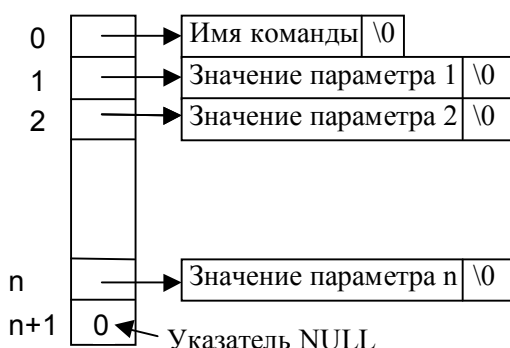 0 Имя команды \0
1 Значение параметра 1 \0
2 Значение параметра 2 \0
n Значение параметра n \0
n+1 0 Указатель NULL